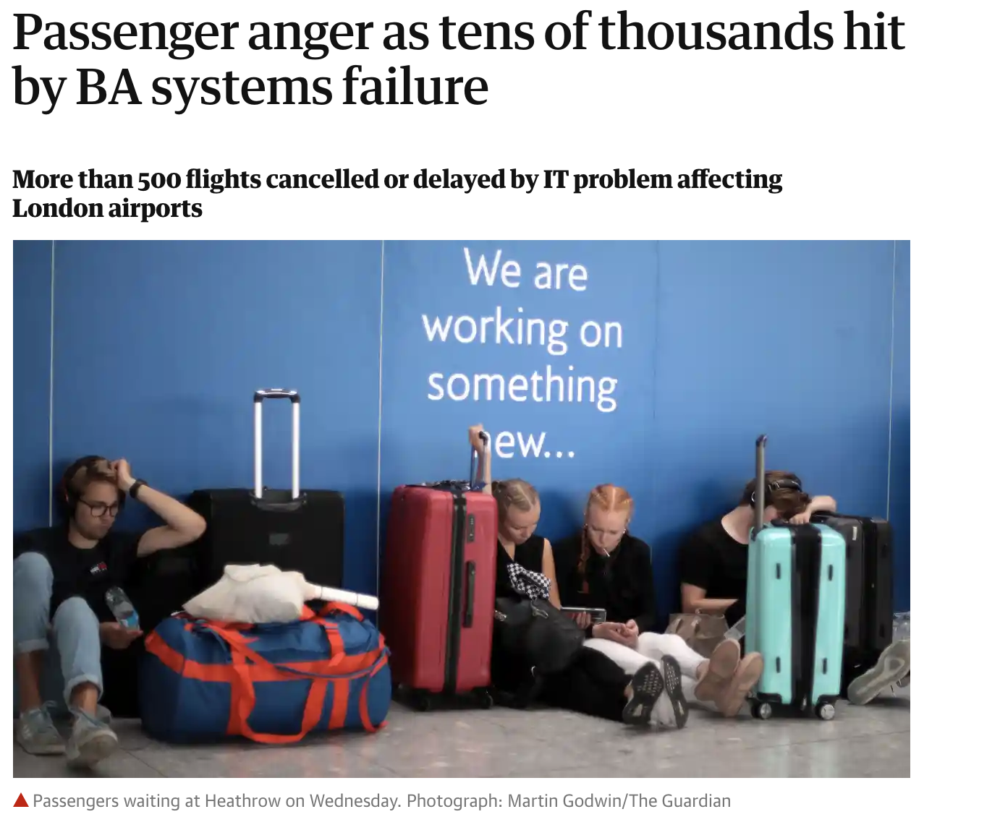 Passenger anger as tens of thousands hit
by BA systems failure
More than 500 flights cancelled or delayed by IT problem affecting
London airports
We are
working on
something
new...
Passengers waiting at Heathrow on Wednesday. Photograph: Martin Godwin/The Guardian